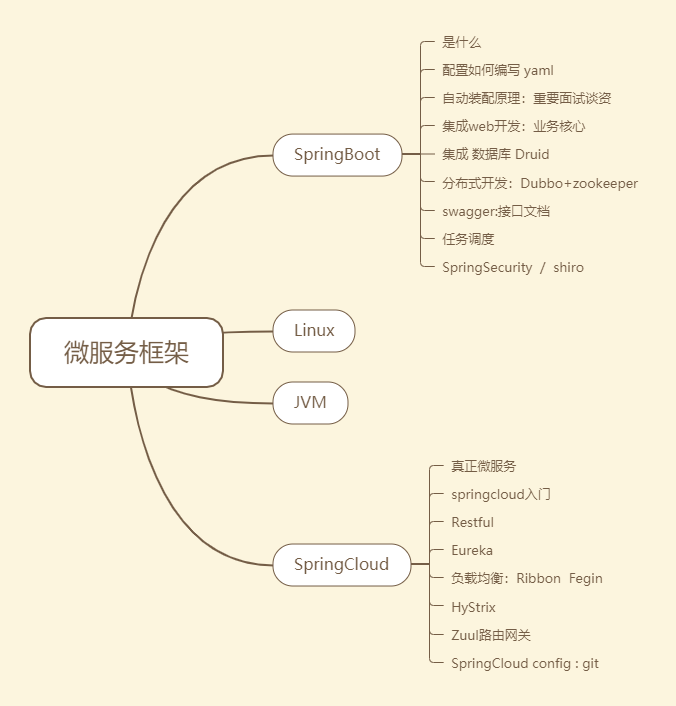 微服务框架
SpringBoot
是什么
配置如何编写 yaml
自动装配原理：重要面试谈资
集成web开发：业务核心
集成 数据库 Druid
分布式开发：Dubbo+zookeeper
swagger:接口文档
任务调度
SpringSecurity / shiro
Linux
JVM
SpringCloud
真正微服务
springcloud入门
Restful
Eureka
负载均衡：Ribbon Fegin
HyStrix
Zuul路由网关
SpringCloud config : git